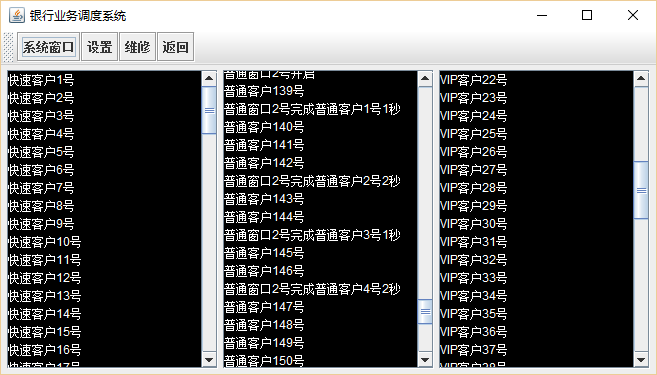 银行业务调度系统
系统窗口 设置 维修 返回
快速客户1号
快速客户2号
快速客户3号
快速客户4号
快速客户5号
快速客户6号
快速客户7号
快速客户8号
快速客户9号
快速客户10号
快速客户11号
快速客户12号
快速客户13号
快速客户14号
快速客户15号
快速客户16号
快速客户17号
普通窗口2号开启
普通客户139号
普通窗口2号完成普通客户1号1秒
普通客户140号
普通客户141号
普通客户142号
普通窗口2号完成普通客户2号2秒
普通客户143号
普通客户144号
普通窗口2号完成普通客户3号1秒
普通客户145号
普通客户146号
普通窗口2号完成普通客户4号2秒
普通客户147号
普通客户148号
普通客户149号
普通客户150号
VIP客户22号
VIP客户23号
VIP客户24号
VIP客户25号
VIP客户26号
VIP客户27号
VIP客户28号
VIP客户29号
VIP客户30号
VIP客户31号
VIP客户32号
VIP客户33号
VIP客户34号
VIP客户35号
VIP客户36号
VIP客户37号
VIP客户38号